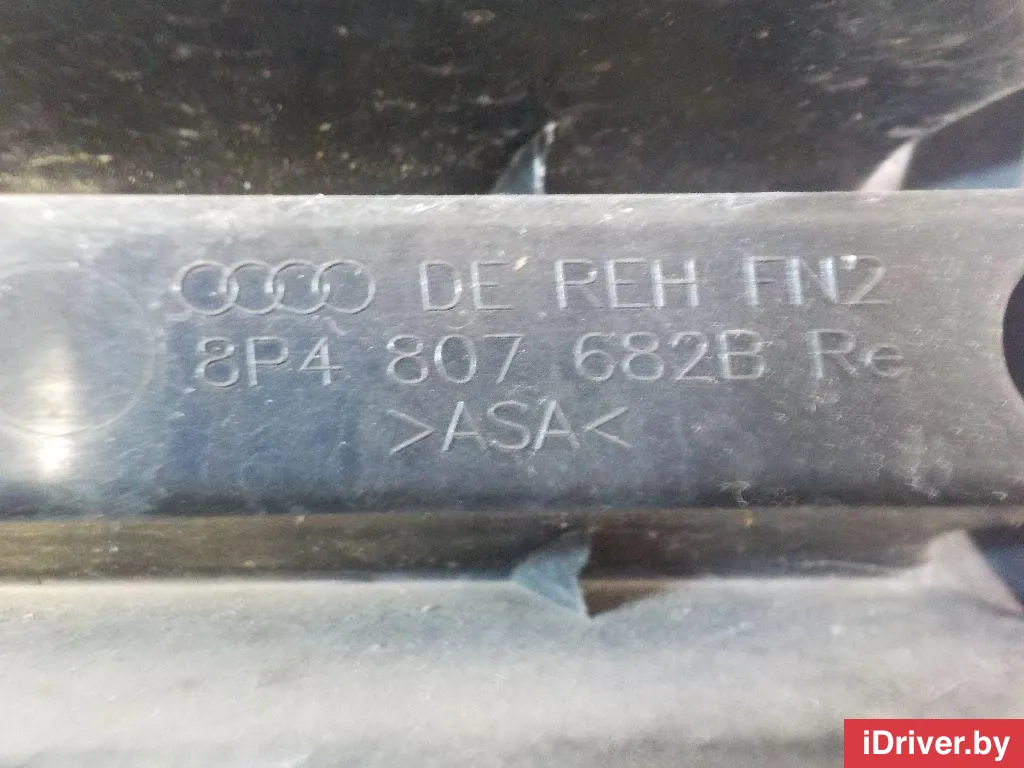 DE REH FN2
8P4 807 682B Re
>ASA<
iDriver.by